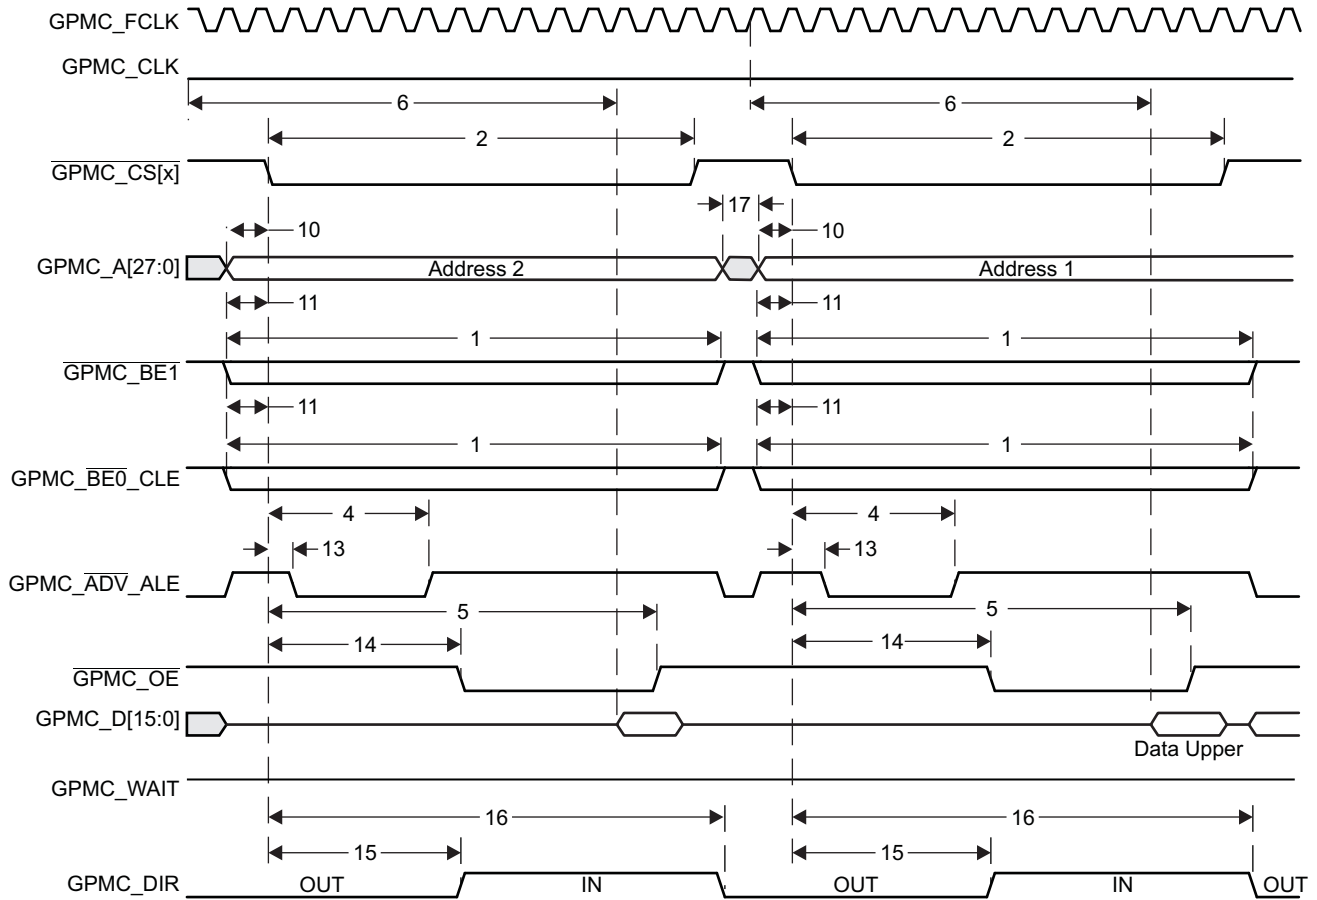 GPMC_FCLK
GPMC_CLK
6 6
2 2
GPMC_CS[x]
17
10 10
GPMC_A[27:0] Address 2 Address 1
11 11
1 1
GPMC_BE1
11 11
1 1
GPMC_BE0_CLE
4 4
13 13
GPMC_ADV_ALE
5 5
14 14
GPMC_OE
GPMC_D[15:0]
Data Upper
GPMC_WAIT
16 16
15 15
GPMC_DIR OUT IN OUT IN OUT